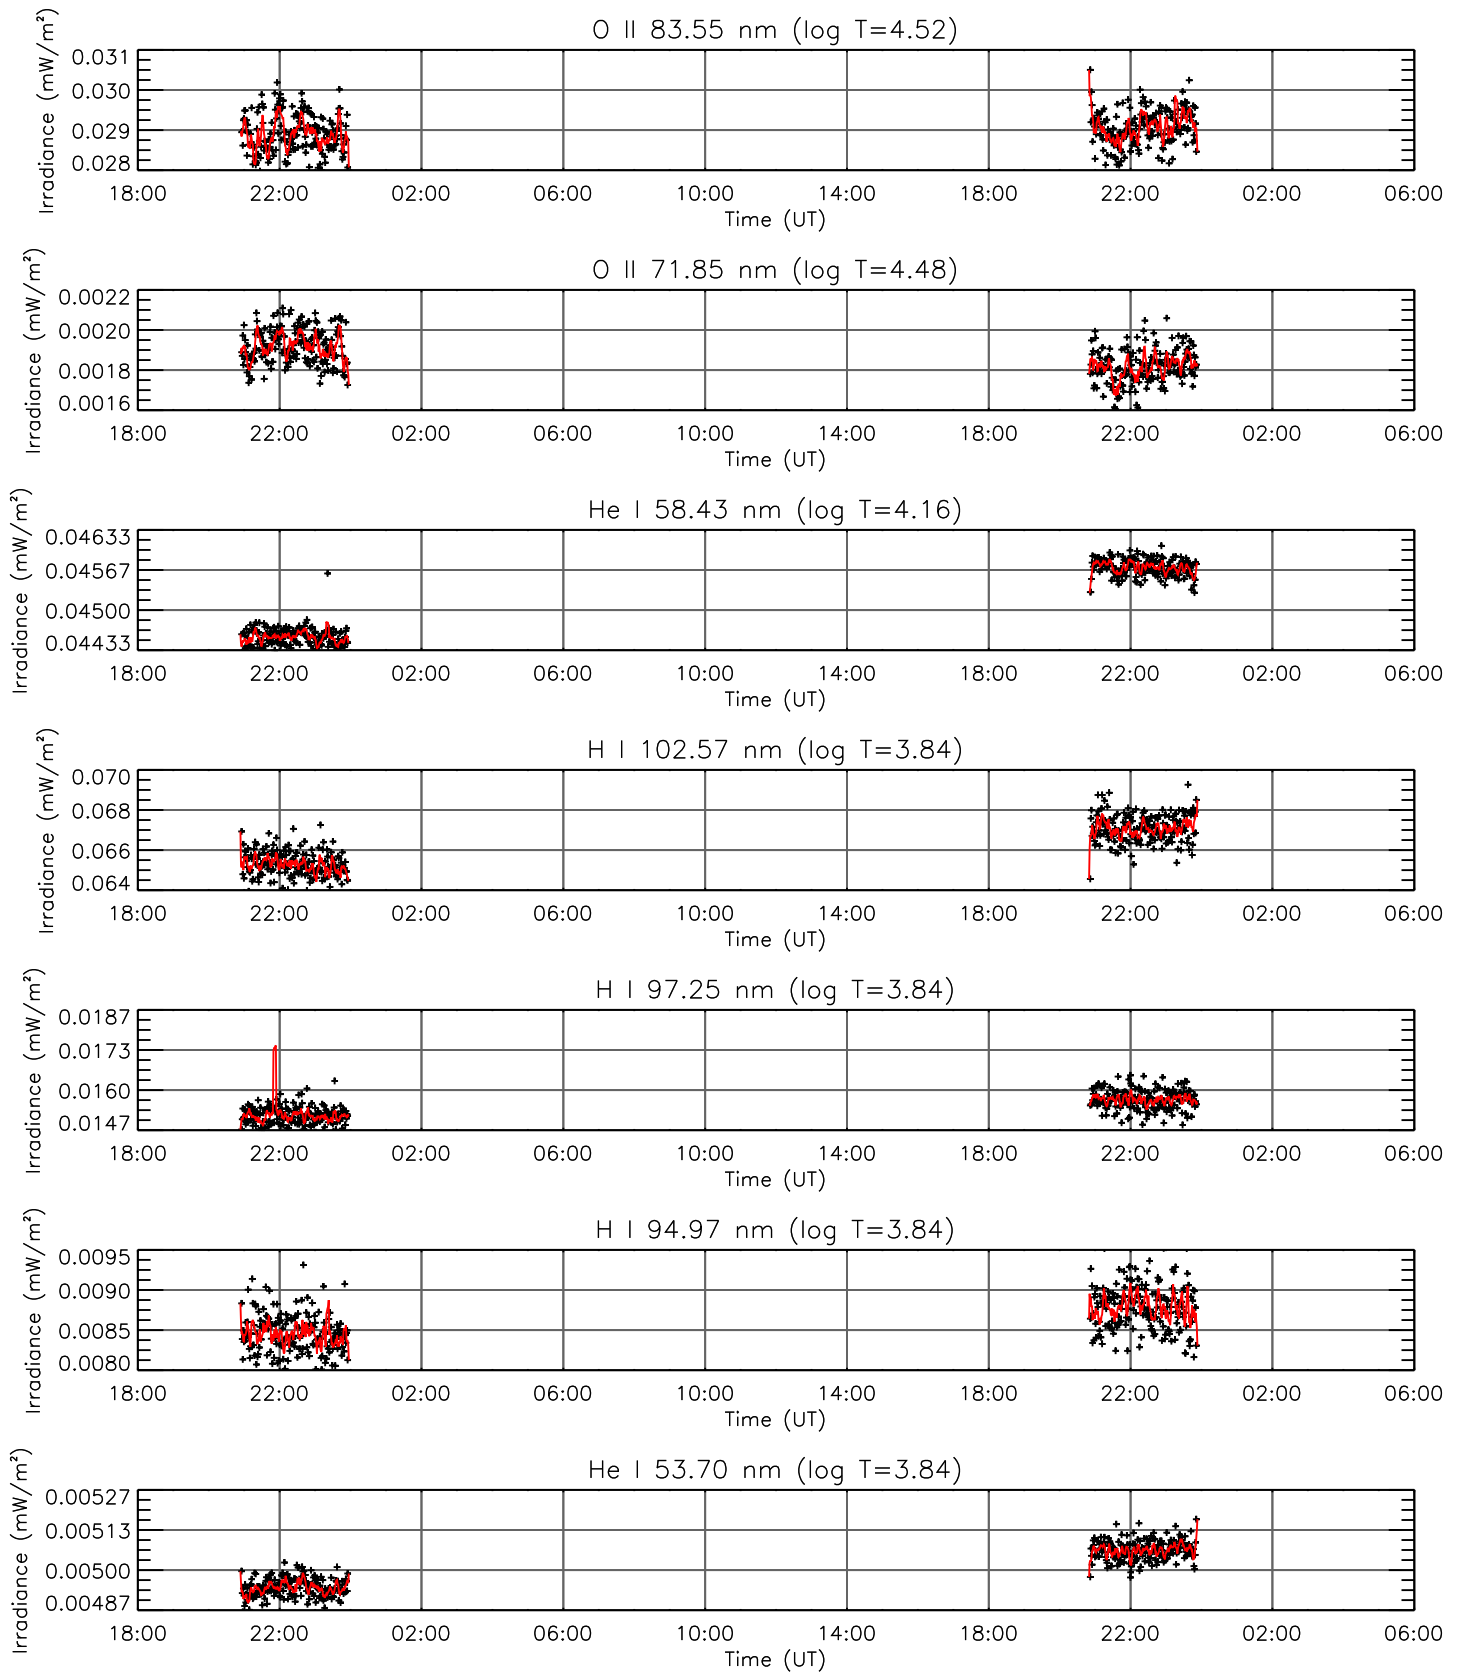 O II 83.55 nm (log T=4.52)
Irradiance (mW/m²)
0.031
0.030
0.029
0.028
18:00 22:00 02:00 06:00 10:00 14:00 18:00 22:00 02:00 06:00
Time (UT)
O II 71.85 nm (log T=4.48)
Irradiance (mW/m²)
0.0022
0.0020
0.0018
0.0016
18:00 22:00 02:00 06:00 10:00 14:00 18:00 22:00 02:00 06:00
Time (UT)
He I 58.43 nm (log T=4.16)
Irradiance (mW/m²)
0.04633
0.04567
0.04500
0.04433
18:00 22:00 02:00 06:00 10:00 14:00 18:00 22:00 02:00 06:00
Time (UT)
H I 102.57 nm (log T=3.84)
Irradiance (mW/m²)
0.070
0.068
0.066
0.064
18:00 22:00 02:00 06:00 10:00 14:00 18:00 22:00 02:00 06:00
Time (UT)
H I 97.25 nm (log T=3.84)
Irradiance (mW/m²)
0.0187
0.0173
0.0160
0.0147
18:00 22:00 02:00 06:00 10:00 14:00 18:00 22:00 02:00 06:00
Time (UT)
H I 94.97 nm (log T=3.84)
Irradiance (mW/m²)
0.0095
0.0090
0.0085
0.0080
18:00 22:00 02:00 06:00 10:00 14:00 18:00 22:00 02:00 06:00
Time (UT)
He I 53.70 nm (log T=3.84)
Irradiance (mW/m²)
0.00527
0.00513
0.00500
0.00487
18:00 22:00 02:00 06:00 10:00 14:00 18:00 22:00 02:00 06:00
Time (UT)